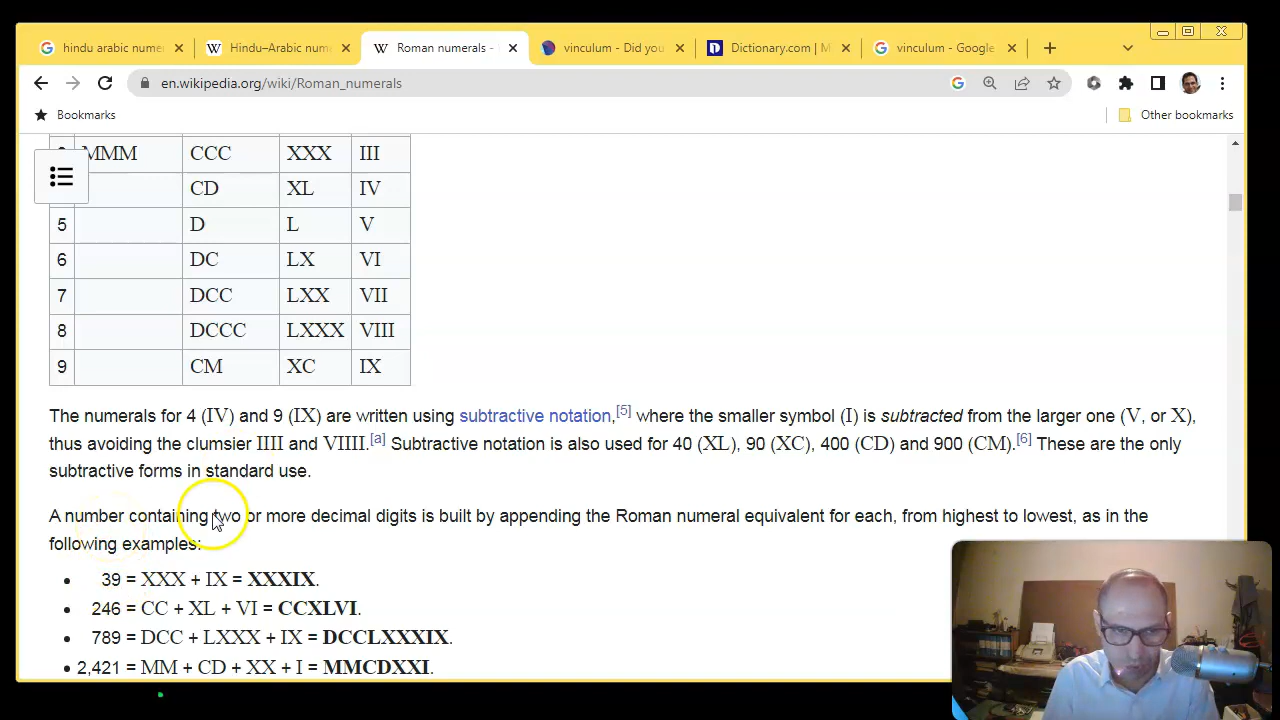 hindu arabic nume
Hindu–Arabic num
Roman numerals -
vinculum - Did you
Dictionary.com | M
vinculum - Google
en.wikipedia.org/wiki/Roman_numerals
Bookmarks
Other bookmarks
MMM CCC XXX III
CD XL IV
5 D L V
6 DC LX VI
7 DCC LXX VII
8 DCCC LXXX VIII
9 CM XC IX
The numerals for 4 (IV) and 9 (IX) are written using subtractive notation,[5] where the smaller symbol (I) is subtracted from the larger one (V, or X),
thus avoiding the clumsier IIII and VIIII.[a] Subtractive notation is also used for 40 (XL), 90 (XC), 400 (CD) and 900 (CM).[6] These are the only
subtractive forms in standard use.
A number containing two or more decimal digits is built by appending the Roman numeral equivalent for each, from highest to lowest, as in the
following examples:
• 39 = XXX + IX = XXXIX.
• 246 = CC + XL + VI = CCXLVI.
• 789 = DCC + LXXX + IX = DCCLXXXIX.
• 2,421 = MM + CD + XX + I = MMCDXXI.